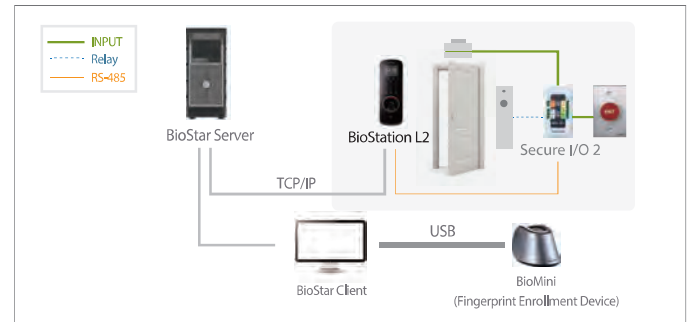 INPUT
Relay
RS-485
BioStar Server
BioStation L2
Secure I/O 2
EXIT
TCP/IP
USB
BioStar Client
BioMini
(Fingerprint Enrollment Device)